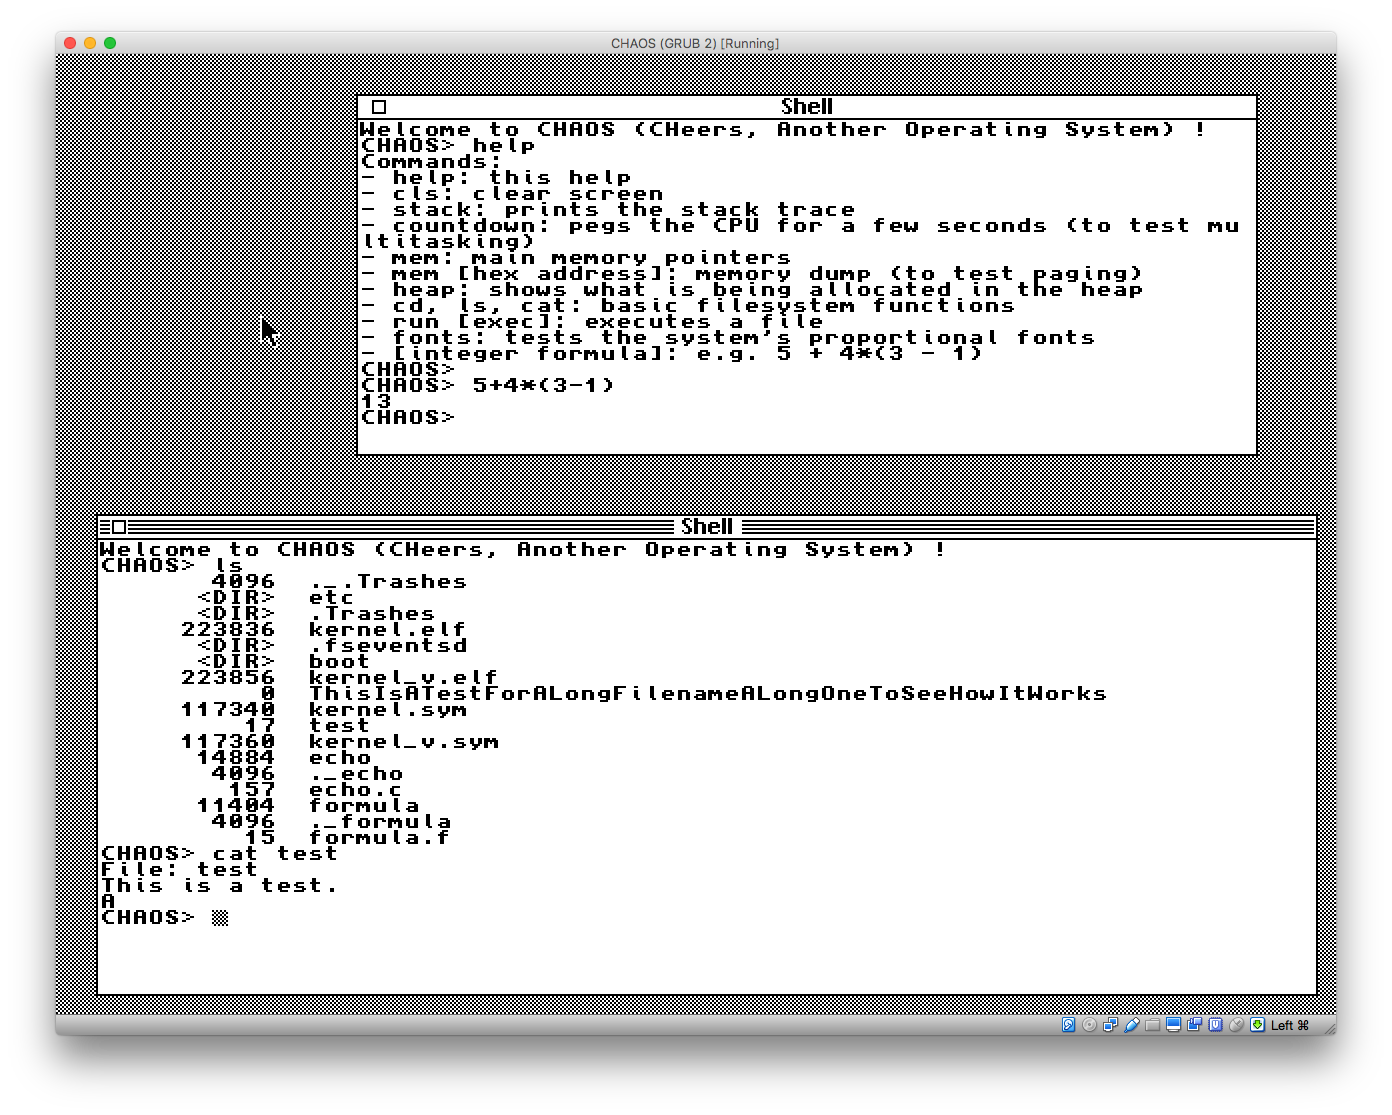 CHAOS (GRUB 2) [Running]
Shell
Welcome to CHAOS (CHeers, Another Operating System) !
CHAOS> help
Commands:
- help: this help
- cls: clear screen
- stack: prints the stack trace
- countdown: pegs the CPU for a few seconds (to test mu
ltitasking)
- mem: main memory pointers
- mem [hex address]: memory dump (to test paging)
- heap: shows what is being allocated in the heap
- cd, ls, cat: basic filesystem functions
- run [exec]: executes a file
- fonts: tests the system's proportional fonts
- [integer formula]: e.g. 5 + 4*(3 - 1)
CHAOS>
CHAOS> 5+4*(3-1)
13
CHAOS>
Shell
Welcome to CHAOS (CHeers, Another Operating System) !
CHAOS> ls
4096 ._.Trashes
<DIR> etc
<DIR> .Trashes
223836 kernel.elf
<DIR> .fseventsd
<DIR> boot
223856 kernel_v.elf
0 ThisIsATestForALongFilenameALongOneToSeeHowItWorks
117340 kernel.sym
17 test
117360 kernel_v.sym
14884 echo
4096 ._echo
157 echo.c
11404 formula
4096 ._formula
15 formula.f
CHAOS> cat test
File: test
This is a test.
A
CHAOS>
Left ⌘